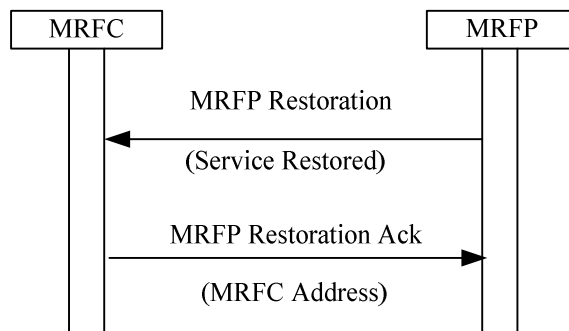 MRFC
MRFP
MRFP Restoration
(Service Restored)
MRFP Restoration Ack
(MRFC Address)